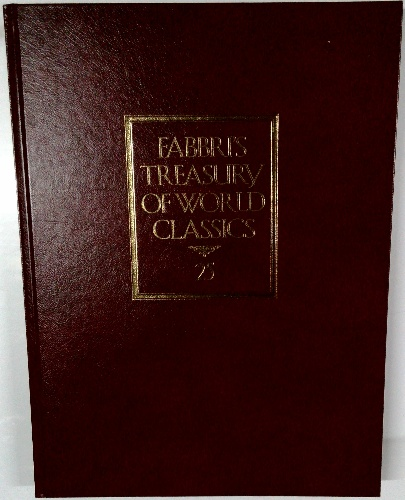 FABBRI'S
TREASURY
OF WORLD
CLASSICS
25